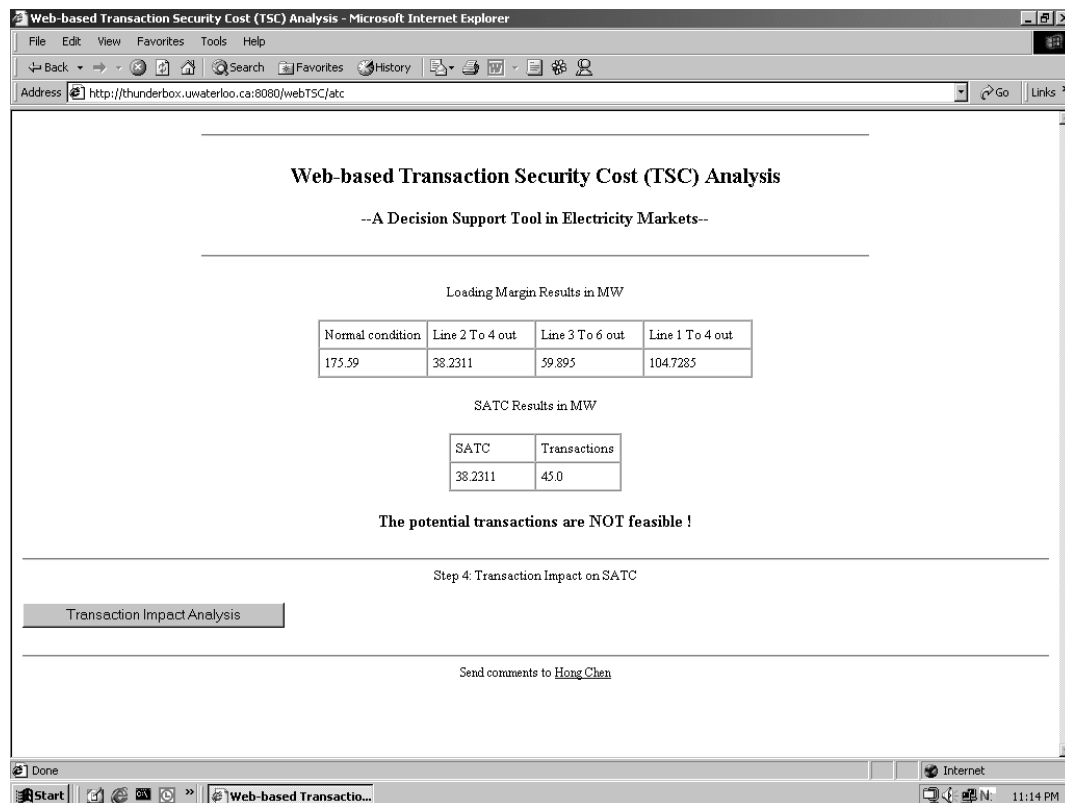 Web-based Transaction Security Cost (TSC) Analysis - Microsoft Internet Explorer
File Edit View Favorites Tools Help
Back Search Favorites History
Address http://thunderbox.uwaterloo.ca:8080/webTSC/atc Go Links
Web-based Transaction Security Cost (TSC) Analysis
--A Decision Support Tool in Electricity Markets--
Loading Margin Results in MW
Normal condition Line 2 To 4 out Line 3 To 6 out Line 1 To 4 out
175.59 38.2311 59.895 104.7285
SATC Results in MW
SATC Transactions
38.2311 45.0
The potential transactions are NOT feasible !
Step 4: Transaction Impact on SATC
Transaction Impact Analysis
Send comments to Hong Chen
Done Internet
Start » Web-based Transactio... N: 11:14 PM